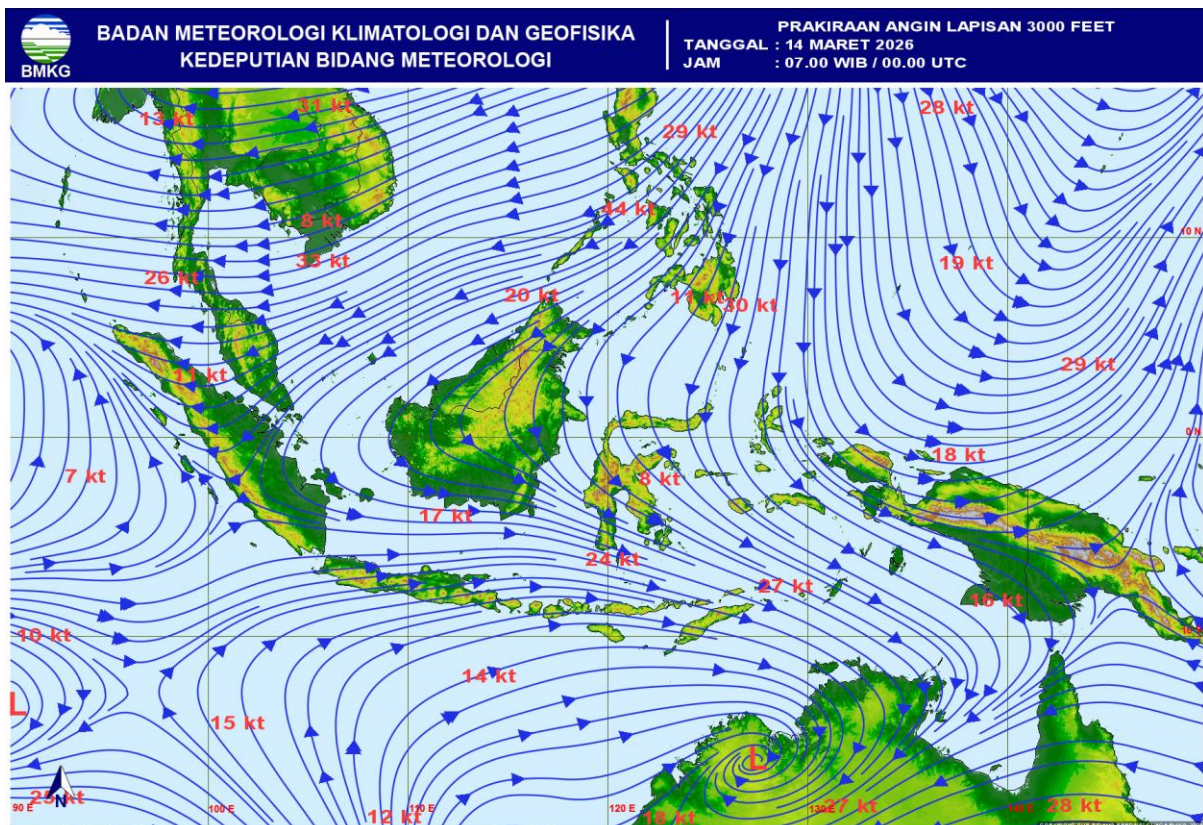 BMKG
BADAN METEOROLOGI KLIMATOLOGI DAN GEOFISIKA
KEDEPUTIAN BIDANG METEOROLOGI
PRAKIRAAN ANGIN LAPISAN 3000 FEET
TANGGAL : 14 MARET 2026
JAM : 07.00 WIB / 00.00 UTC
31 kt
28 kt
13 kt
29 kt
44 kt
8 kt
10 N
33 kt
19 kt
26 kt
20 kt
11 kt
30 kt
29 kt
11 kt
0 N
18 kt
7 kt
8 kt
17 kt
24 kt
27 kt
16 kt
10 kt
14 kt
L
15 kt
L
25 kt
90 E
N
100 E
12 kt
110 E
18 kt
120 E
130 E
27 kt
28 kt